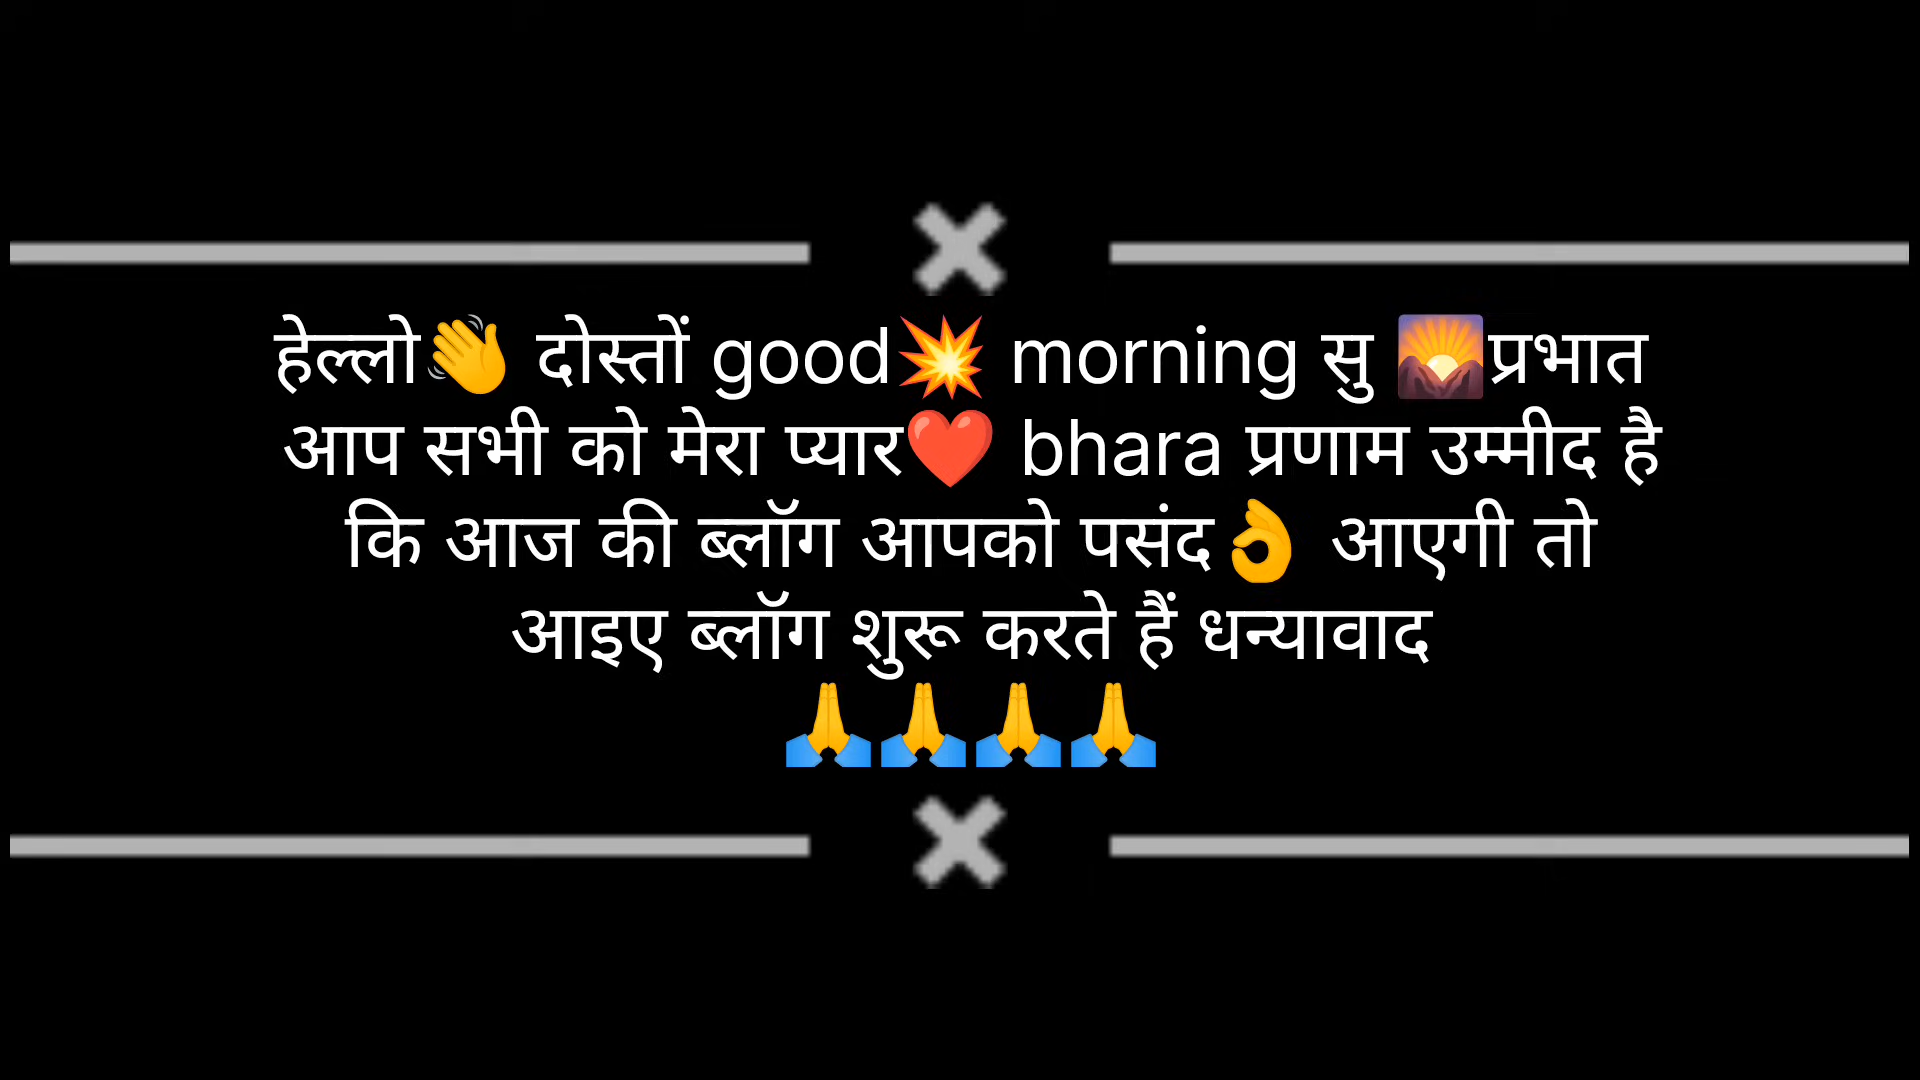 हेल्लो👋 दोस्तों good💥 morning सु 🌄प्रभात
आप सभी को मेरा प्यार❤️ bhara प्रणाम उम्मीद है
कि आज की ब्लॉग आपको पसंद👌 आएगी तो
आइए ब्लॉग शुरू करते हैं धन्यावाद
🙏🙏🙏🙏